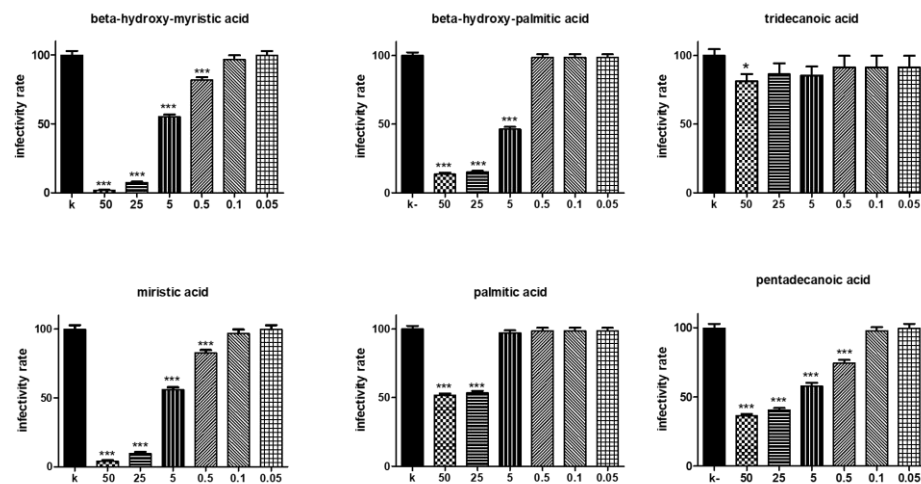 beta-hydroxy-myristic acid
infectivity rate
100
50
0
***
***
***
***
k 50 25 5 0.5 0.1 0.05
beta-hydroxy-palmitic acid
infectivity rate
100
50
0
***
***
***
k- 50 25 5 0.5 0.1 0.05
tridecanoic acid
infectivity rate
100
50
0
*
k 50 25 5 0.5 0.1 0.05
miristic acid
infectivity rate
100
50
0
***
***
***
***
k 50 25 5 0.5 0.1 0.05
palmitic acid
infectivity rate
100
50
0
***
***
k 50 25 5 0.5 0.1 0.05
pentadecanoic acid
infectivity rate
100
50
0
***
***
***
***
k- 50 25 5 0.5 0.1 0.05